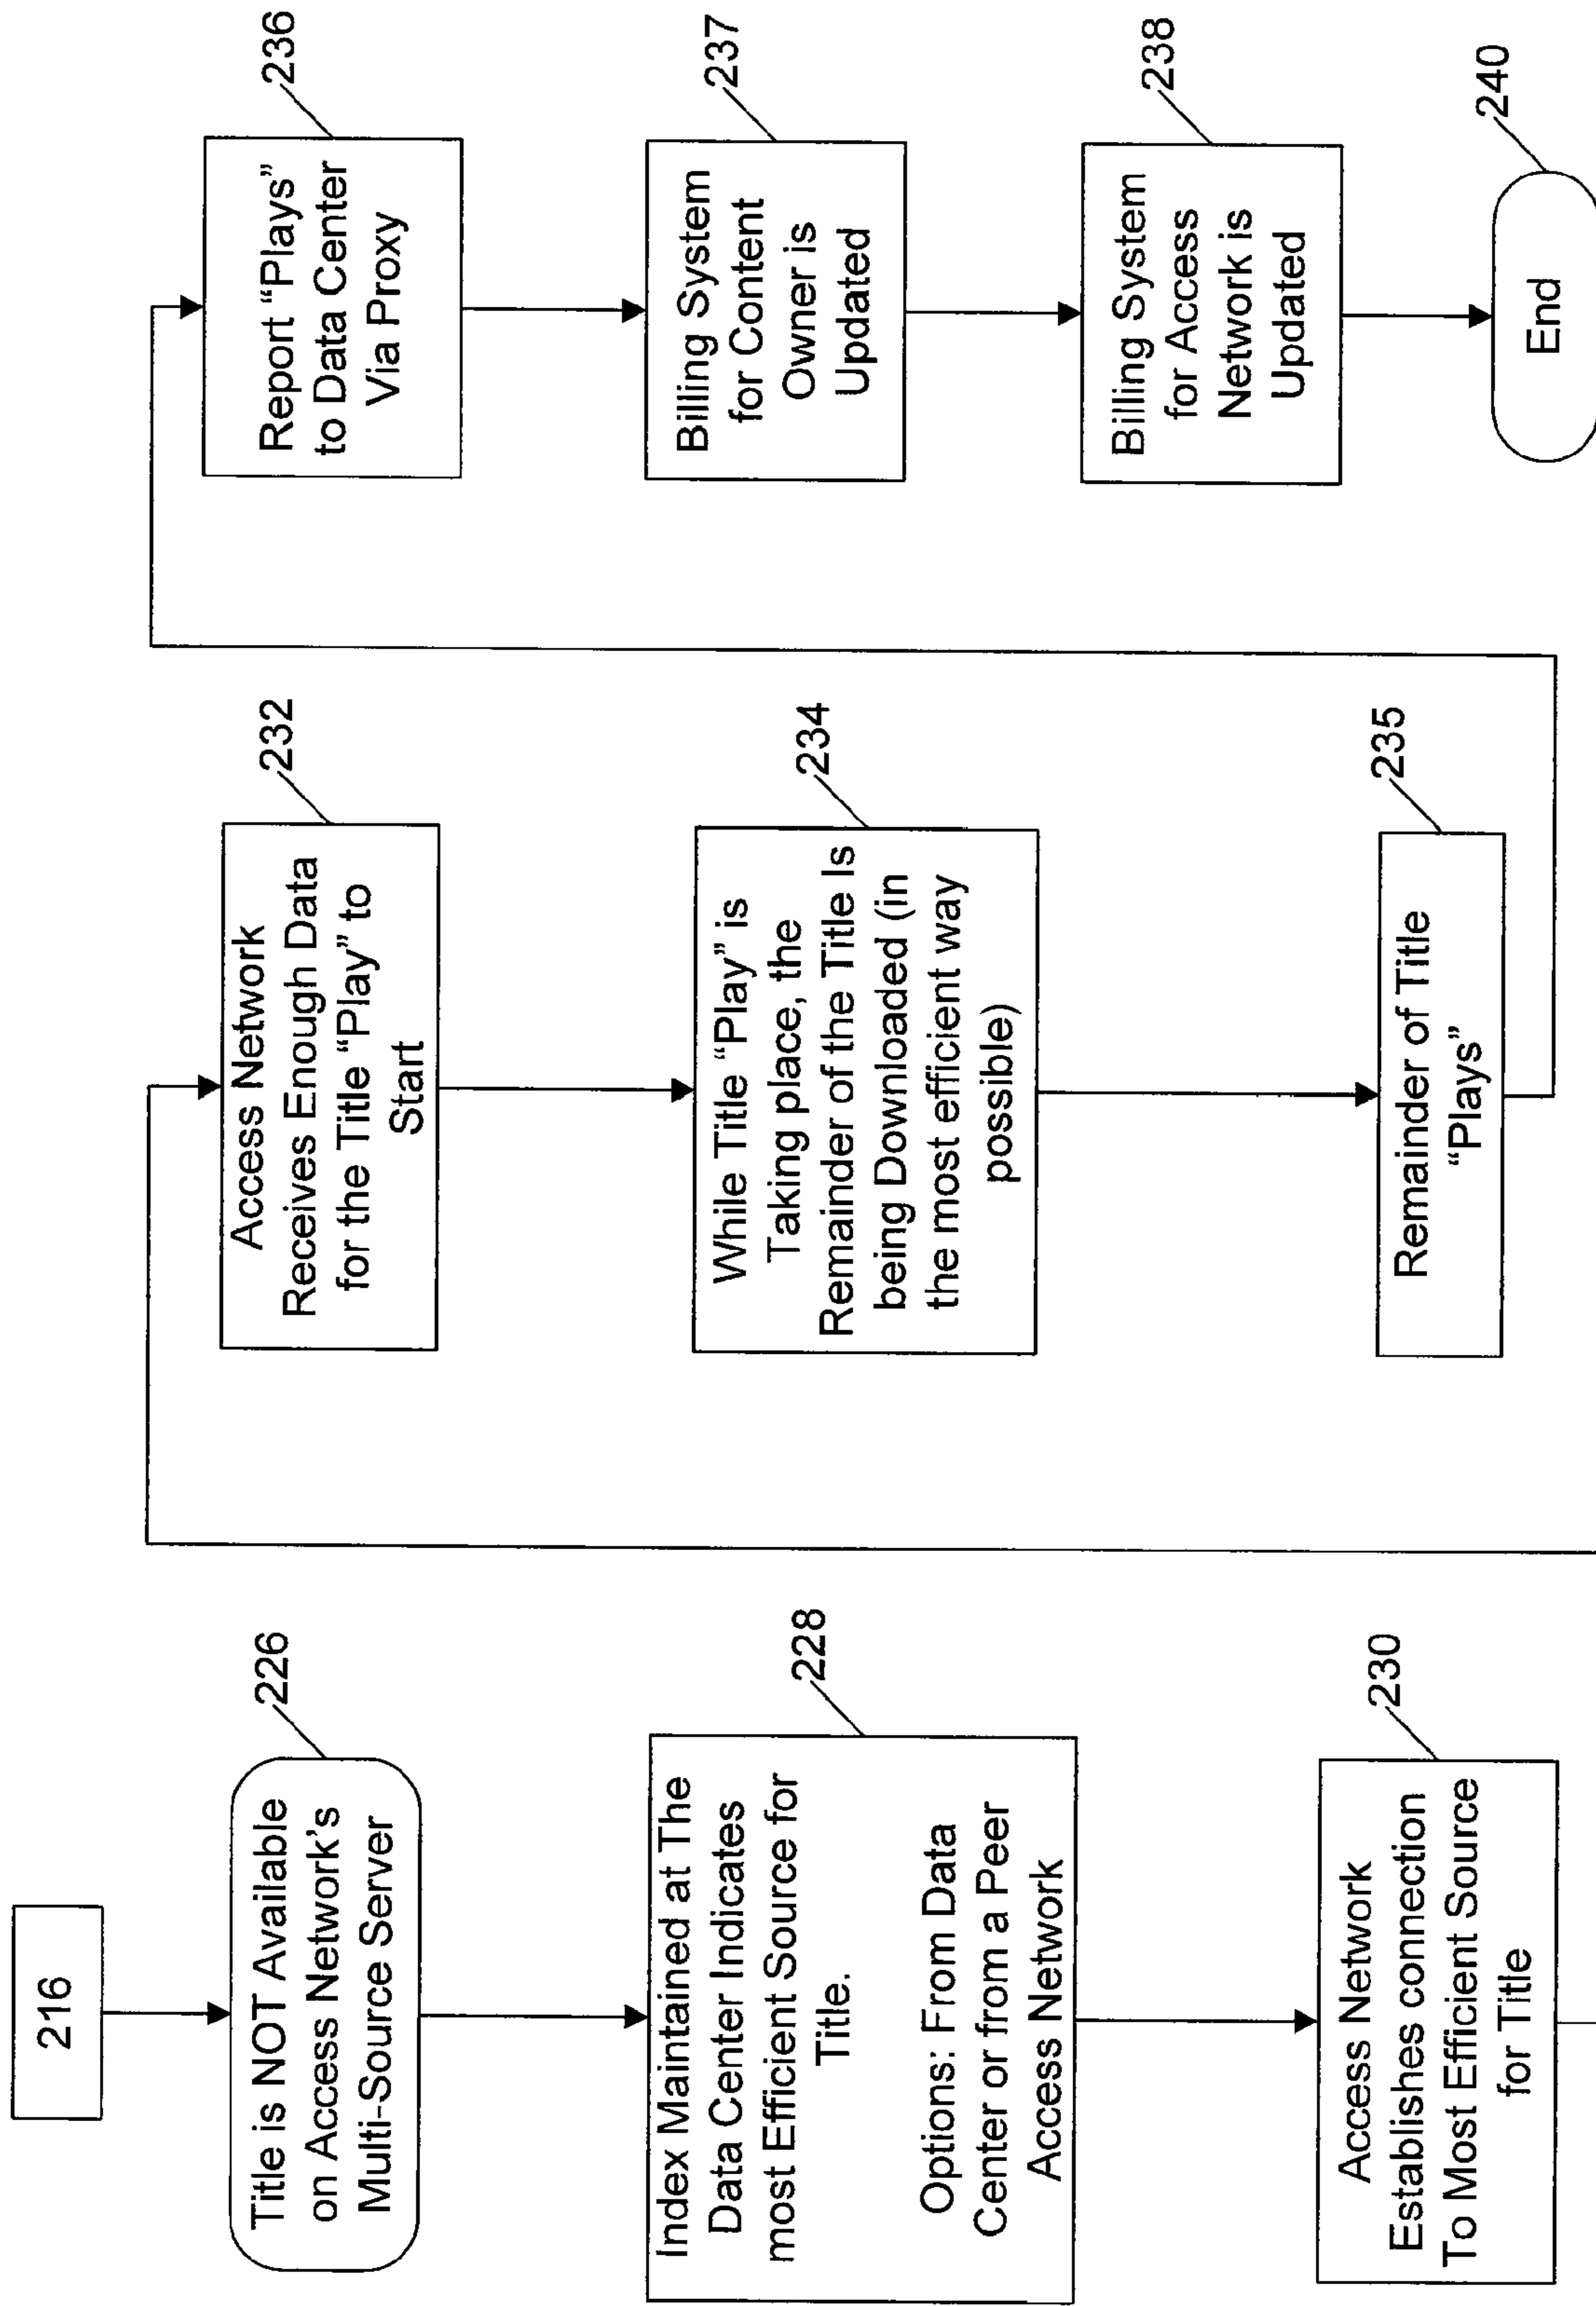 216
226
Title is NOT Available
on Access Network's
Multi-Source Server
228
Index Maintained at The
Data Center Indicates
most Efficient Source for
Title.
Options: From Data
Center or from a Peer
Access Network
230
Access Network
Establishes connection
To Most Efficient Source
for Title
232
Access Network
Receives Enough Data
for the Title “Play” to
Start
234
While Title “Play” is
Taking place, the
Remainder of the Title Is
being Downloaded (in
the most efficient way
possible)
235
Remainder of Title
“Plays”
236
Report “Plays”
to Data Center
Via Proxy
237
Billing System
for Content
Owner is
Updated
238
Billing System
for Access
Network is
Updated
240
End